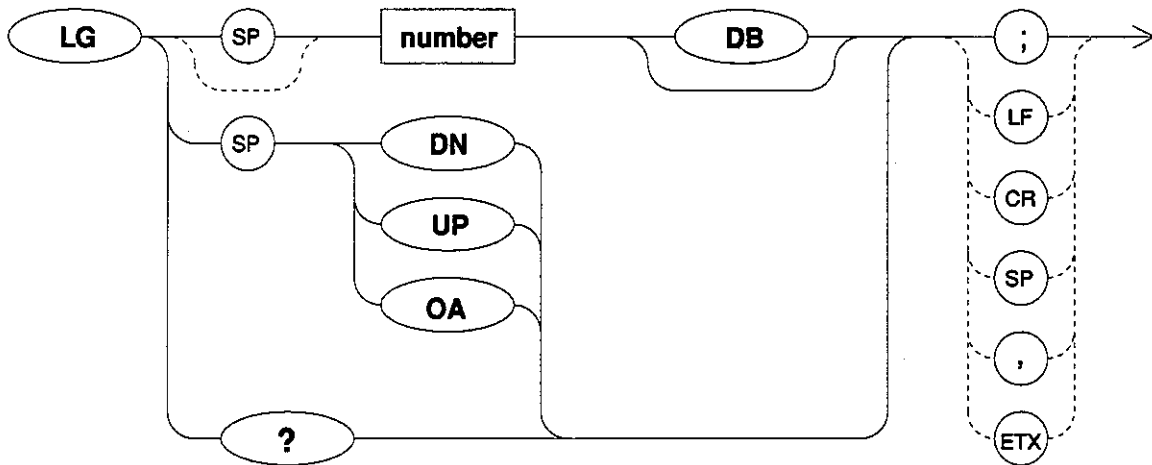 LG SP number DB ;
LF
SP DN
UP CR
OA SP
,
? ETX